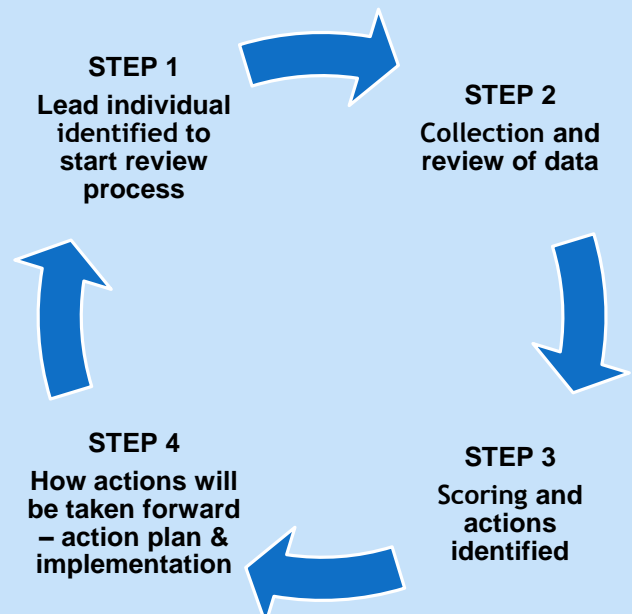 STEP 1
Lead individual
identified to
start review
process
STEP 2
Collection and
review of data
STEP 3
Scoring and
actions
identified
STEP 4
How actions will
be taken forward
– action plan &
implementation